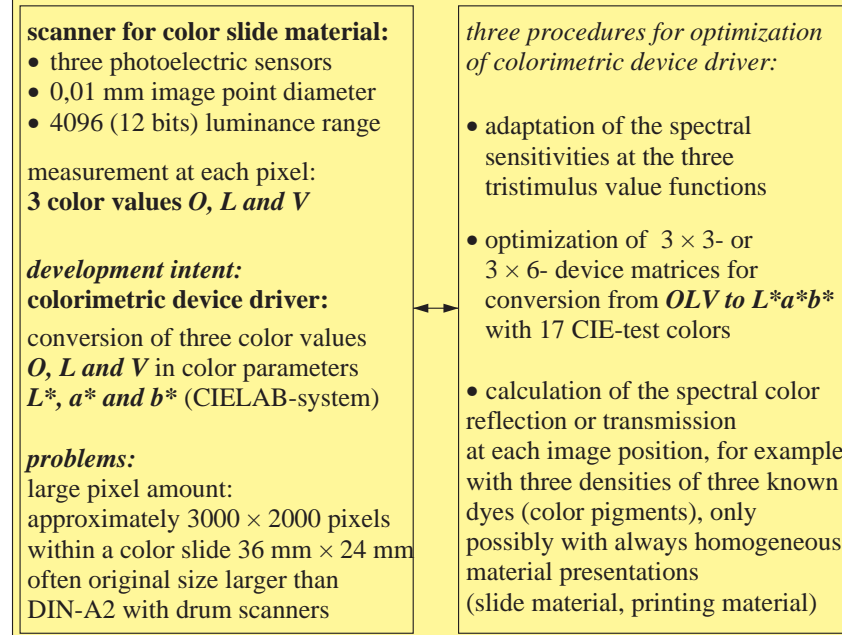 scanner for color slide material:
• three photoelectric sensors
• 0,01 mm image point diameter
• 4096 (12 bits) luminance range
measurement at each pixel:
3 color values O, L and V
development intent:
colorimetric device driver:
conversion of three color values
O, L and V in color parameters
L*, a* and b* (CIELAB-system)
problems:
large pixel amount:
approximately 3000 × 2000 pixels
within a color slide 36 mm × 24 mm
often original size larger than
DIN-A2 with drum scanners
three procedures for optimization
of colorimetric device driver:
• adaptation of the spectral
sensitivities at the three
tristimulus value functions
• optimization of 3 × 3- or
3 × 6- device matrices for
conversion from OLV to L*a*b*
with 17 CIE-test colors
• calculation of the spectral color
reflection or transmission
at each image position, for example
with three densities of three known
dyes (color pigments), only
possibly with always homogeneous
material presentations
(slide material, printing material)